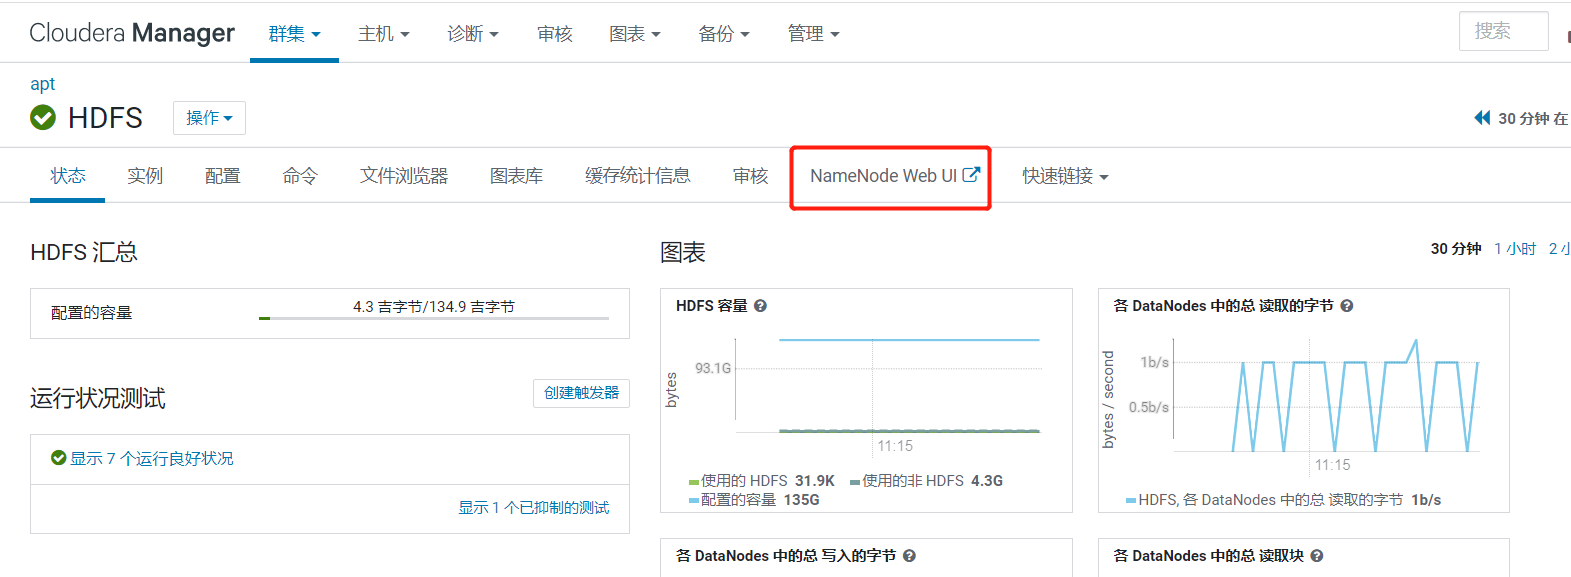 Cloudera Manager 群集 主机 诊断 审核 图表 备份 管理 搜索
apt
HDFS 操作 30 分钟 在
状态 实例 配置 命令 文件浏览器 图表库 缓存统计信息 审核 NameNode Web UI 快速链接
HDFS 汇总
配置的容量 4.3 吉字节/134.9 吉字节
运行状况测试 创建触发器
显示 7 个运行良好状况
显示 1 个已抑制的测试
图表 30 分钟 1 小时 2 小
HDFS 容量
bytes
93.1G
11:15
使用的 HDFS 31.9K 使用的非 HDFS 4.3G
配置的容量 135G
各 DataNodes 中的总 读取的字节
bytes / second
1b/s
0.5b/s
11:15
HDFS, 各 DataNodes 中的总 读取的字节 1b/s
各 DataNodes 中的总 写入的字节
各 DataNodes 中的总 读取块